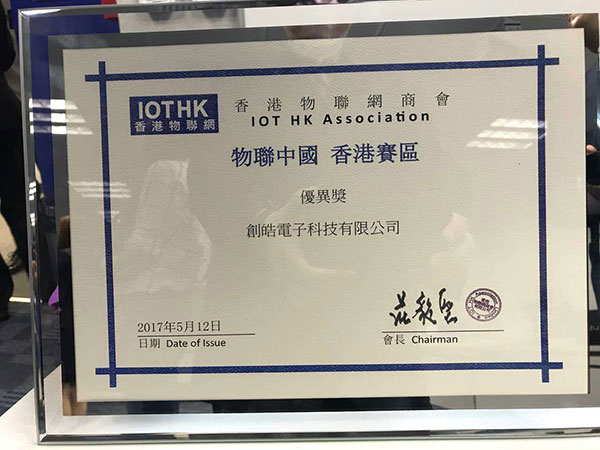 IOTHK
香港物聯網
香港物聯網商會
IOT HK Association
物聯中國 香港賽區
優異獎
創皓電子科技有限公司
2017年5月12日
日期 Date of Issue
會長 Chairman